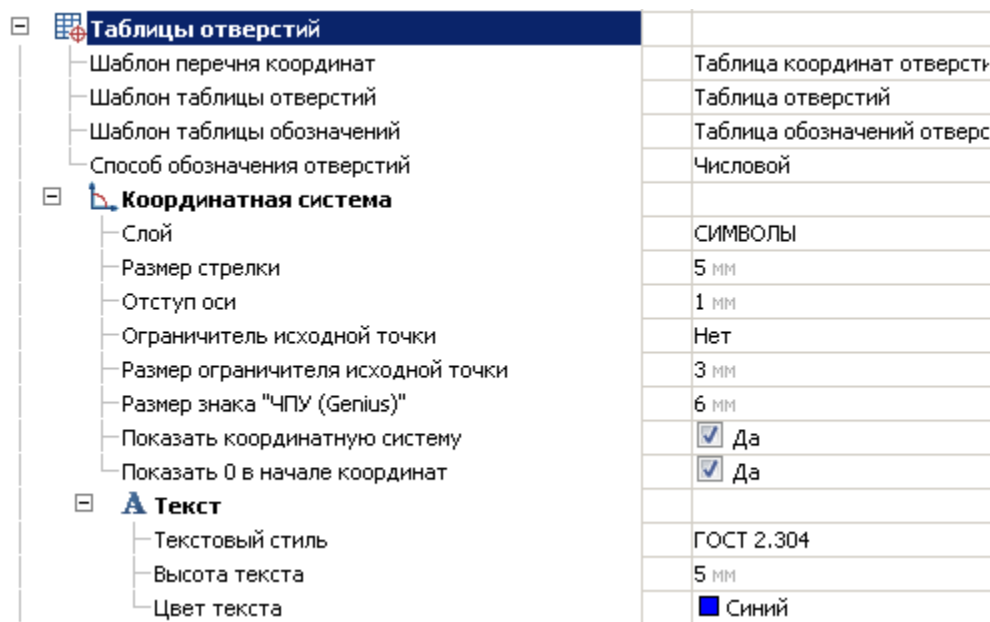 Таблицы отверстий
Шаблон перечня координат Таблица координат
Шаблон таблицы отверстий Таблица отверстий
Шаблон таблицы обозначений Таблица обозначений
Способ обозначения отверстий Числовой
Координатная система
Слой СИМВОЛЫ
Размер стрелки 5 мм
Отступ оси 1 мм
Ограничитель исходной точки Нет
Размер ограничителя исходной точки 3 мм
Размер знака "ЧПУ (Genius)" 6 мм
Показать координатную систему Да
Показать 0 в начале координат Да
Текст
Текстовый стиль ГОСТ 2.304
Высота текста 5 мм
Цвет текста Синий